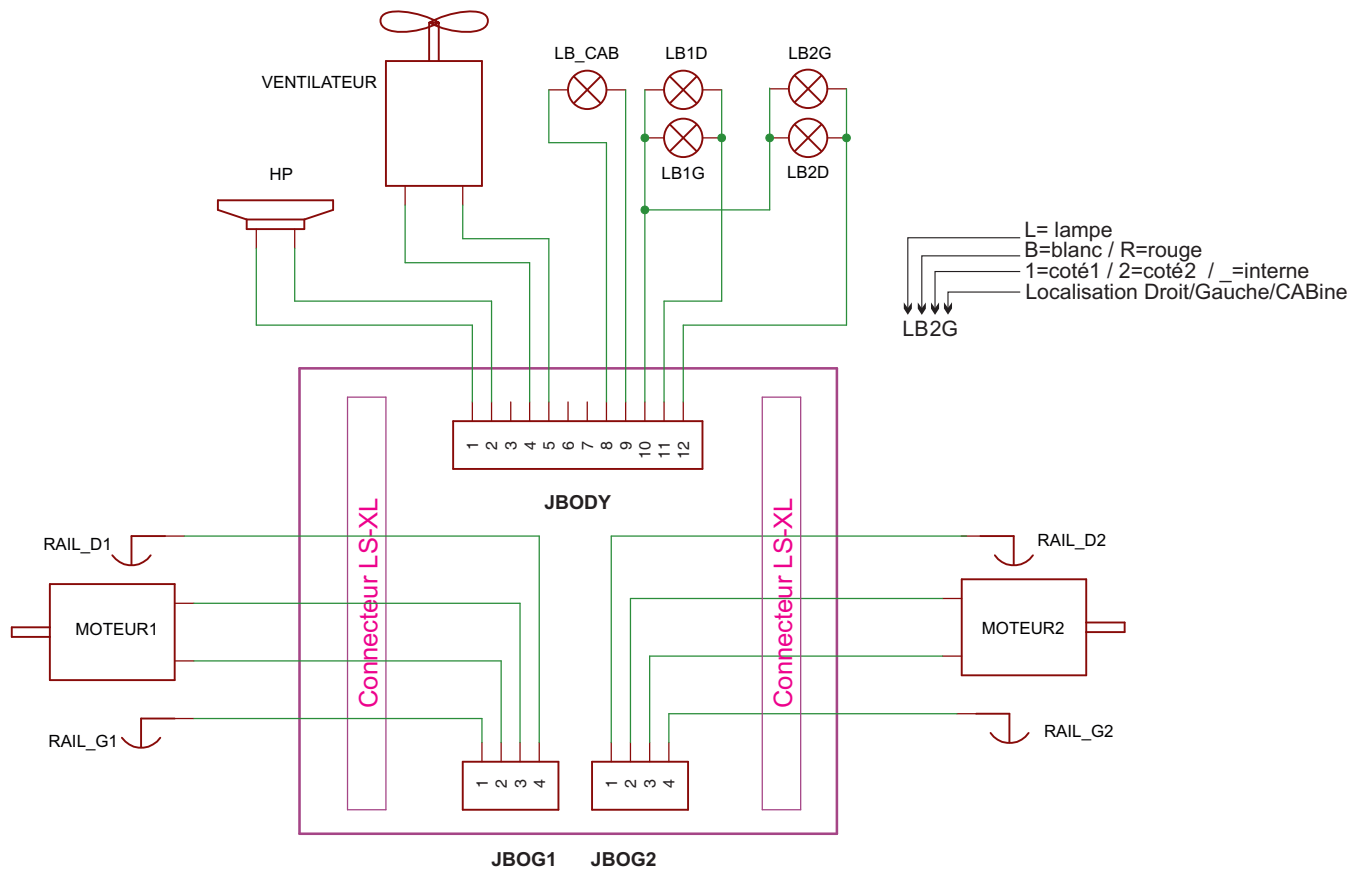 LB_CAB
LB1D
LB2G
VENTILATEUR
LB1G
LB2D
HP
L= lampe
B=blanc / R=rouge
1=coté1 / 2=coté2 / _=interne
Localisation Droit/Gauche/CABine
LB2G
1 2 3 4 5 6 7 8 9 10 11 12
JBODY
Connecteur LS-XL
Connecteur LS-XL
RAIL_D1
RAIL_D2
MOTEUR1
MOTEUR2
RAIL_G1
RAIL_G2
1 2 3 4
1 2 3 4
JBOG1
JBOG2